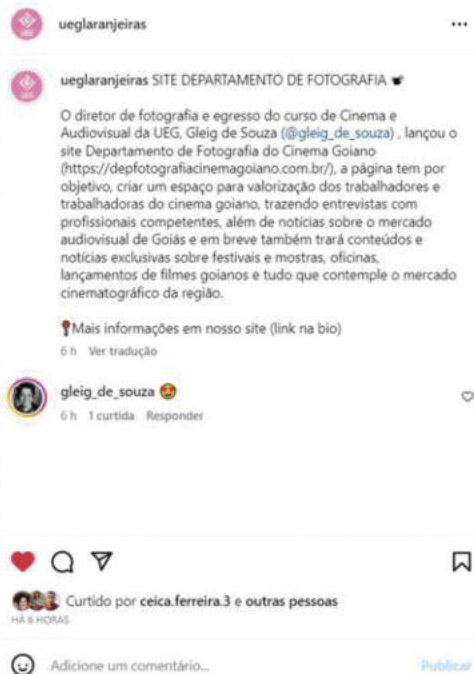 UEG
ueglaranjeiras
UEG
ueglaranjeiras SITE DEPARTAMENTO DE FOTOGRAFIA
O diretor de fotografia e egresso do curso de Cinema e
Audiovisual da UEG, Gleig de Souza (@gleig_de_souza) , lançou o
site Departamento de Fotografia do Cinema Goiano
(https://depfotografiacinemagoiano.com.br/), a página tem por
objetivo, criar um espaço para valorização dos trabalhadores e
trabalhadoras do cinema goiano, trazendo entrevistas com
profissionais competentes, além de notícias sobre o mercado
audiovisual de Goiás e em breve também trará conteúdos e
notícias exclusivas sobre festivais e mostras, oficinas,
lançamentos de filmes goianos e tudo que contemple o mercado
cinematográfico da região.
Mais informações em nosso site (link na bio)
6 h Ver tradução
gleig_de_souza
6 h 1 curtida Responder
Curtido por ceica.ferreira.3 e outras pessoas
HÁ 6 HORAS
Adicione um comentário... Publicar